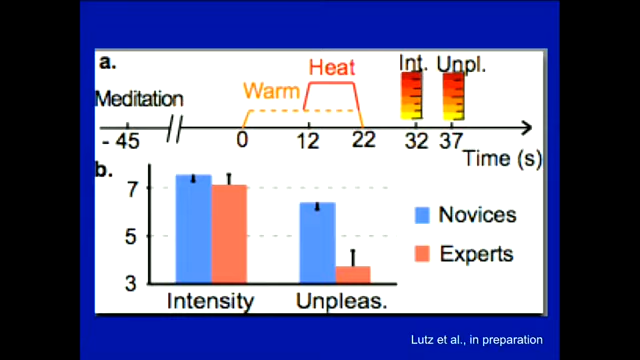 a.
Int. Unpl.
Heat
Warm
Meditation
- 45 0 12 22 32 37
Time (s)
b.
7
5
3
Novices
Experts
Intensity Unpleas.
Lutz et al., in preparation